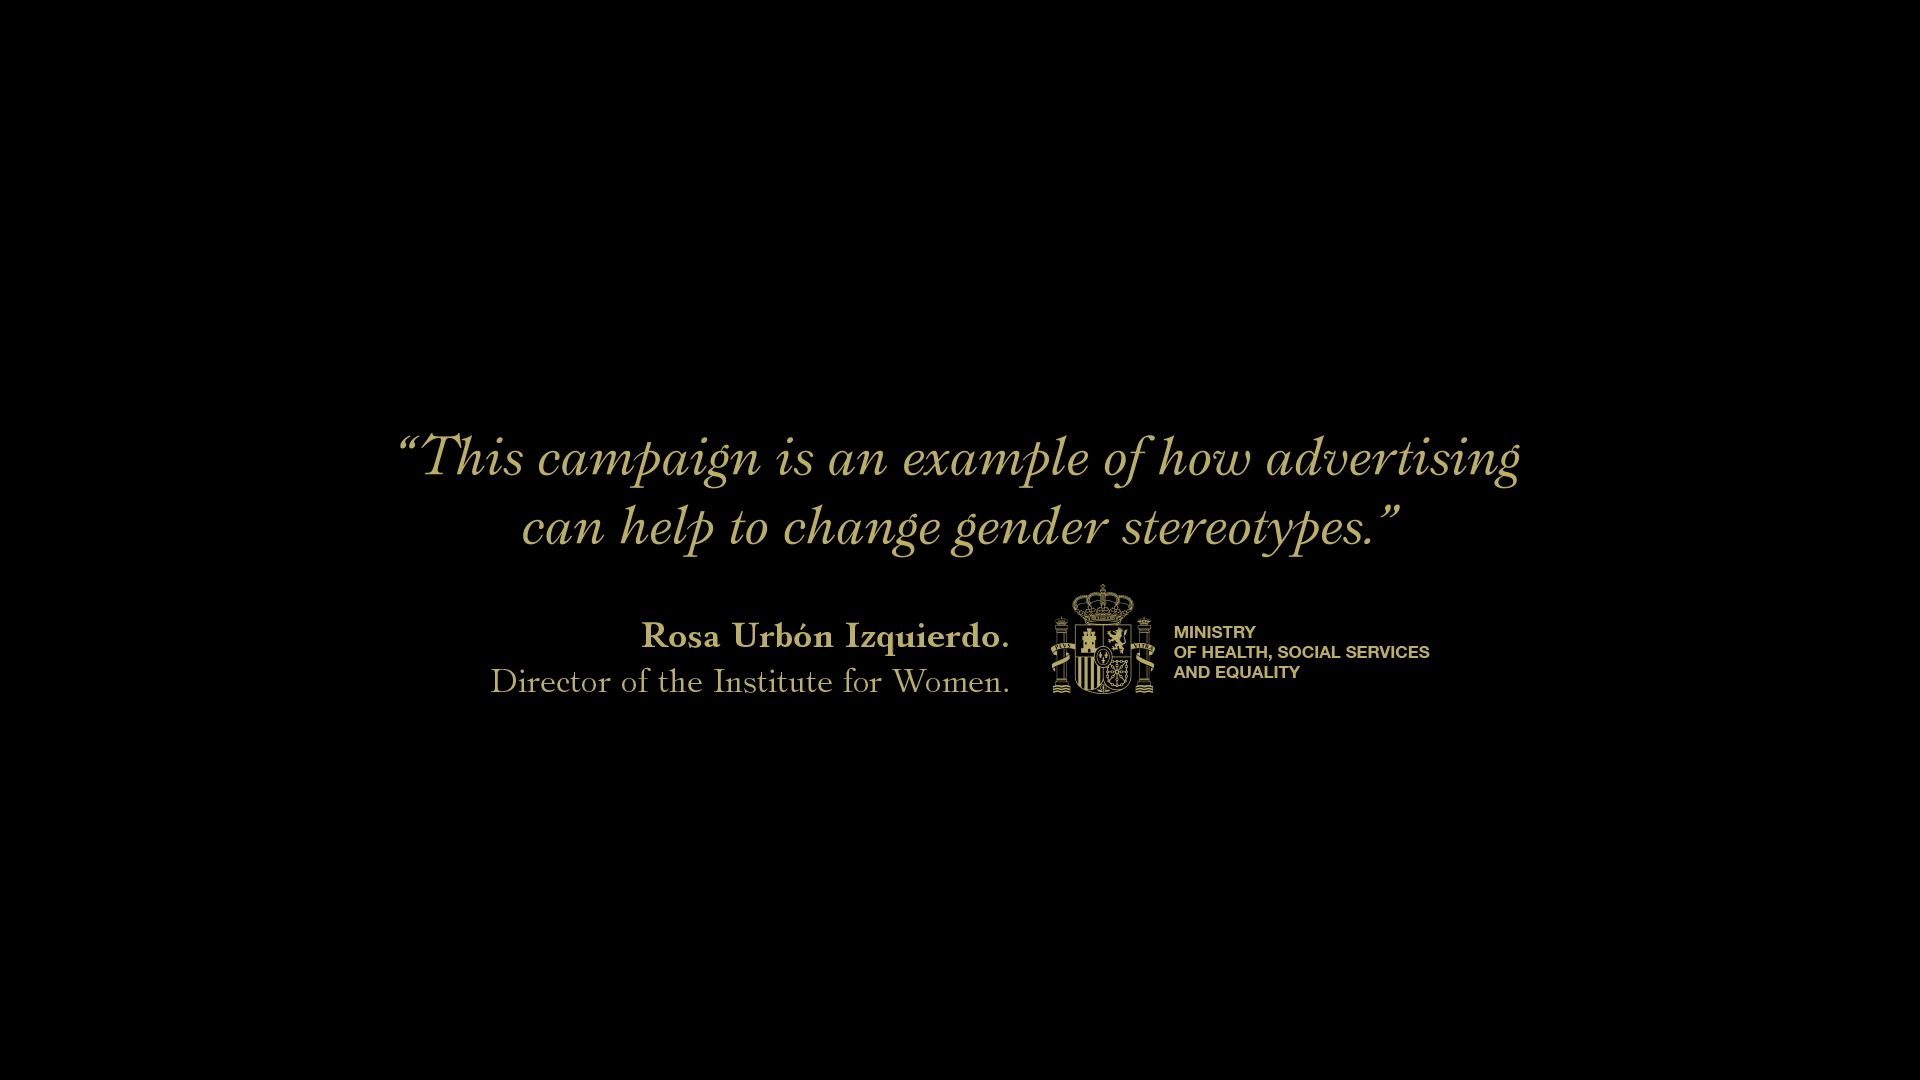 “This campaign is an example of how advertising
can help to change gender stereotypes.”
Rosa Urbón Izquierdo.
Director of the Institute for Women.
MINISTRY
OF HEALTH, SOCIAL SERVICES
AND EQUALITY